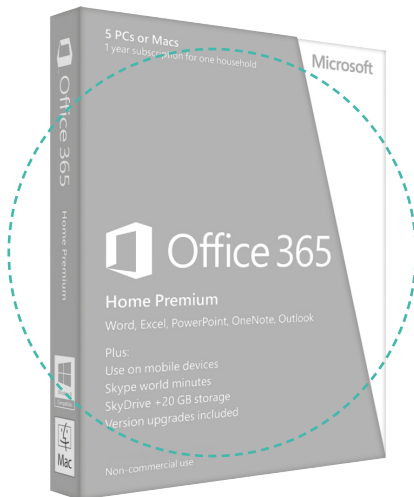 5 PCs or Macs
1 year subscription for one household
Microsoft
Office 365
Home Premium
Office 365
Home Premium
Word, Excel, PowerPoint, OneNote, Outlook
Plus:
Use on mobile devices
Skype world minutes
SkyDrive +20 GB storage
Version upgrades included
Mac
Non-commercial use